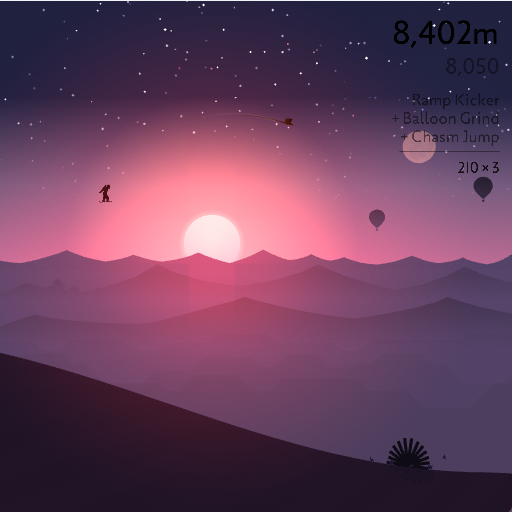 8,402m
8,050
Ramp Kicker
+ Balloon Grind
+ Chasm Jump
210 × 3